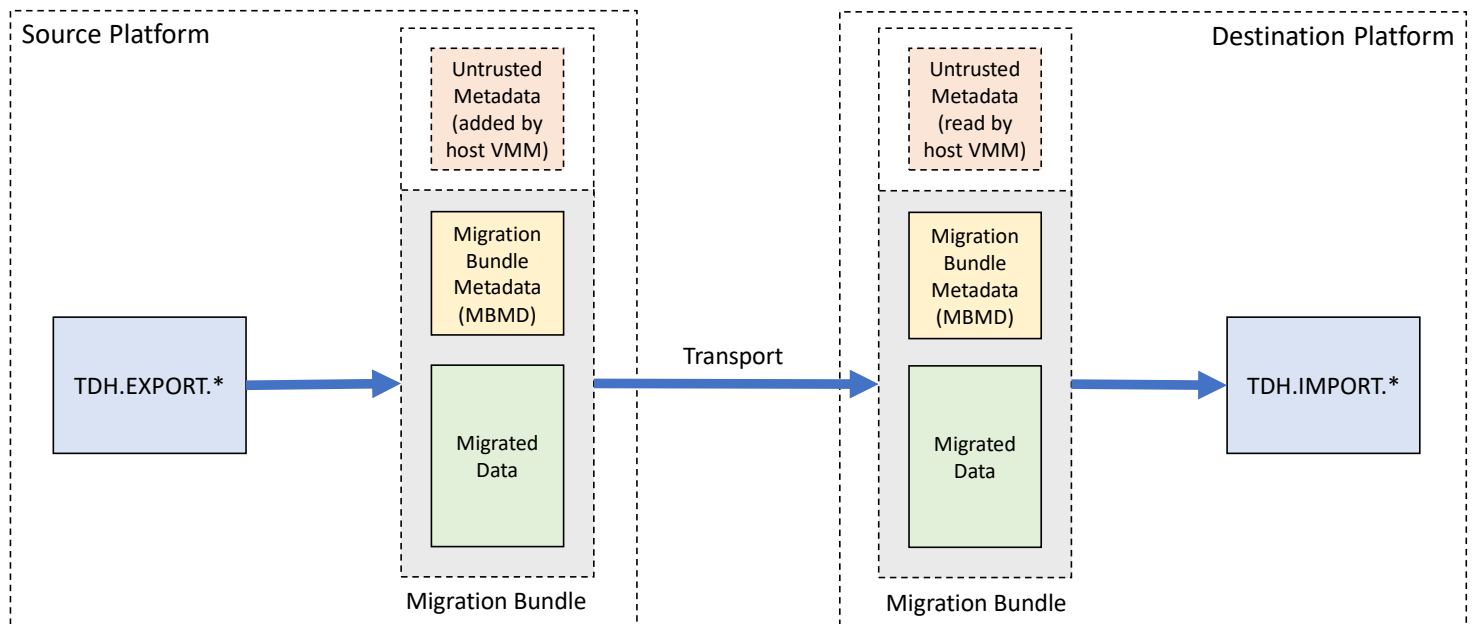 Source Platform
Untrusted
Metadata
(added by
host VMM)
Migration
Bundle
Metadata
(MBMD)
TDH.EXPORT.*
Migrated
Data
Migration Bundle
Transport
Destination Platform
Untrusted
Metadata
(read by
host VMM)
Migration
Bundle
Metadata
(MBMD)
Migrated
Data
TDH.IMPORT.*
Migration Bundle